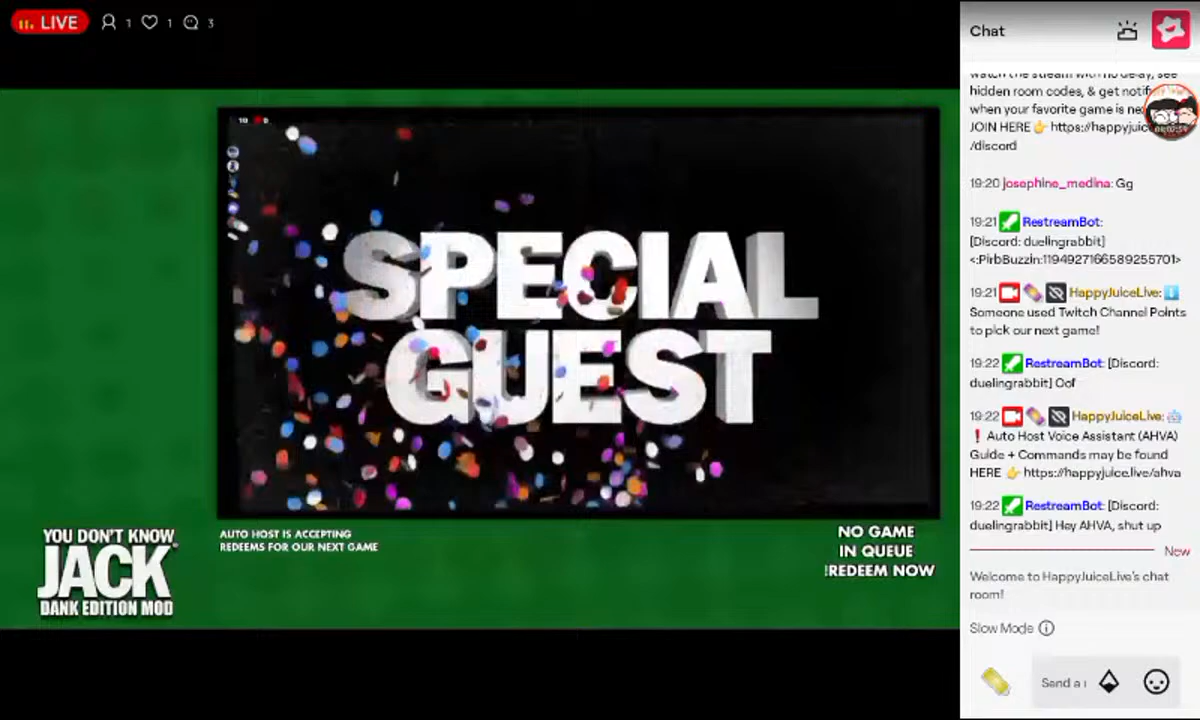 LIVE 1 1 3
SPECIAL
GUEST
YOU DON'T KNOW
JACK
DANK EDITION MOD
AUTO HOST IS ACCEPTING
REDEEMS FOR OUR NEXT GAME
NO GAME
IN QUEUE
!REDEEM NOW
Chat
watch the stream with no delay, see
hidden room codes, & get notif
when your favorite game is ne
JOIN HERE 👉 https://happyjuic
/discord
19:20 josephine_medina: Gg
19:21 RestreamBot:
[Discord: duelingrabbit]
<:PirbBuzzin:1194927166589255701>
19:21 HappyJuiceLive: ℹ️
Someone used Twitch Channel Points
to pick our next game!
19:22 RestreamBot: [Discord:
duelingrabbit] Oof
19:22 HappyJuiceLive: 🤖
❗ Auto Host Voice Assistant (AHVA)
Guide + Commands may be found
HERE 👉 https://happyjuice.live/ahva
19:22 RestreamBot: [Discord:
duelingrabbit] Hey AHVA, shut up
New
Welcome to HappyJuiceLive's chat
room!
Slow Mode
Send a